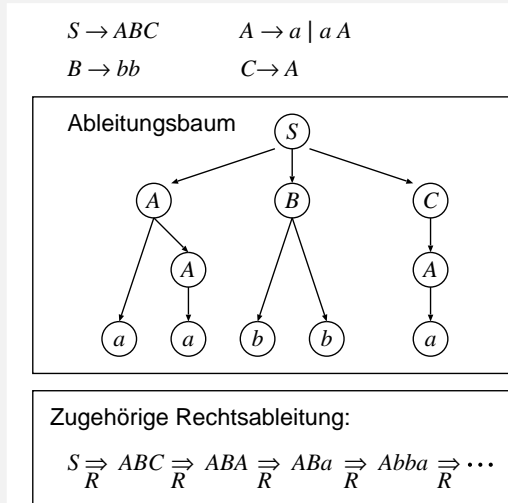 S → ABC A → a | a A
B → bb C → A
Ableitungsbaum
S
A B C
A A
a a b b a
Zugehörige Rechtsableitung:
S ⇒ ABC ⇒ ABA ⇒ ABa ⇒ Abba ⇒ ⋯
R R R R R